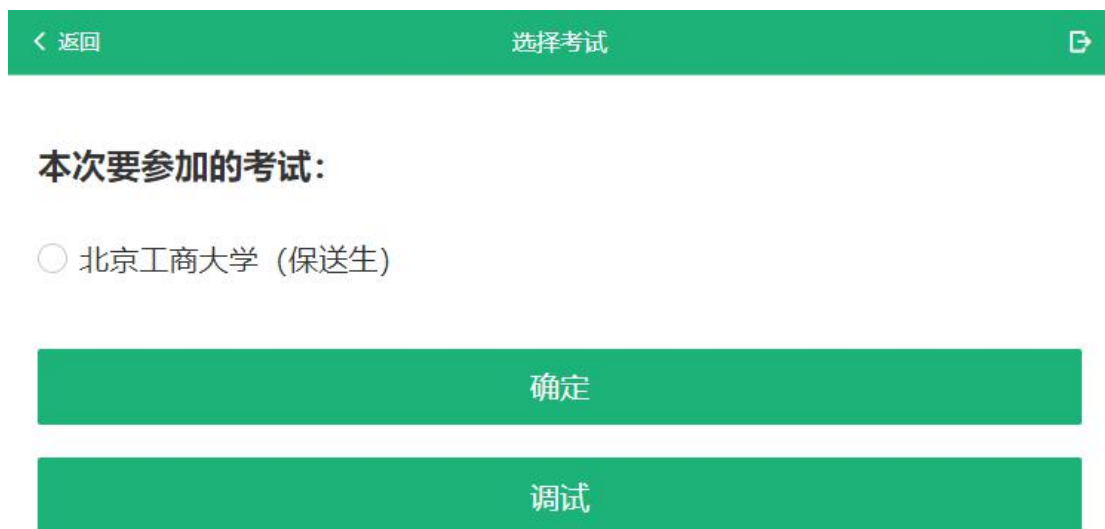 返回
选择考试
本次要参加的考试：
北京工商大学（保送生）
确定
调试